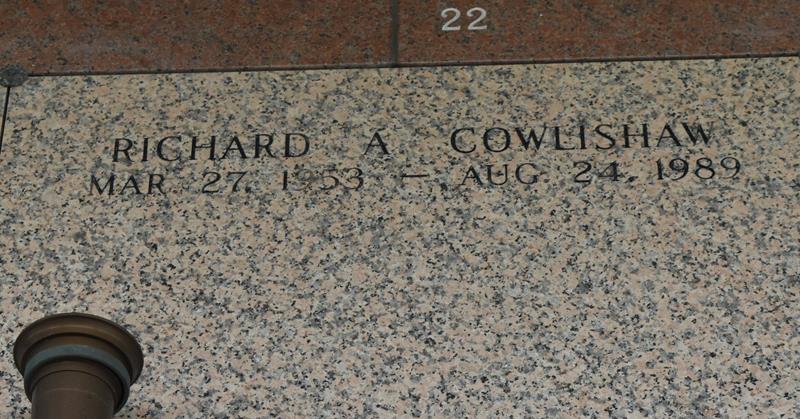 22
RICHARD A COWLISHAW
MAR 27, 1953 — AUG 24, 1989